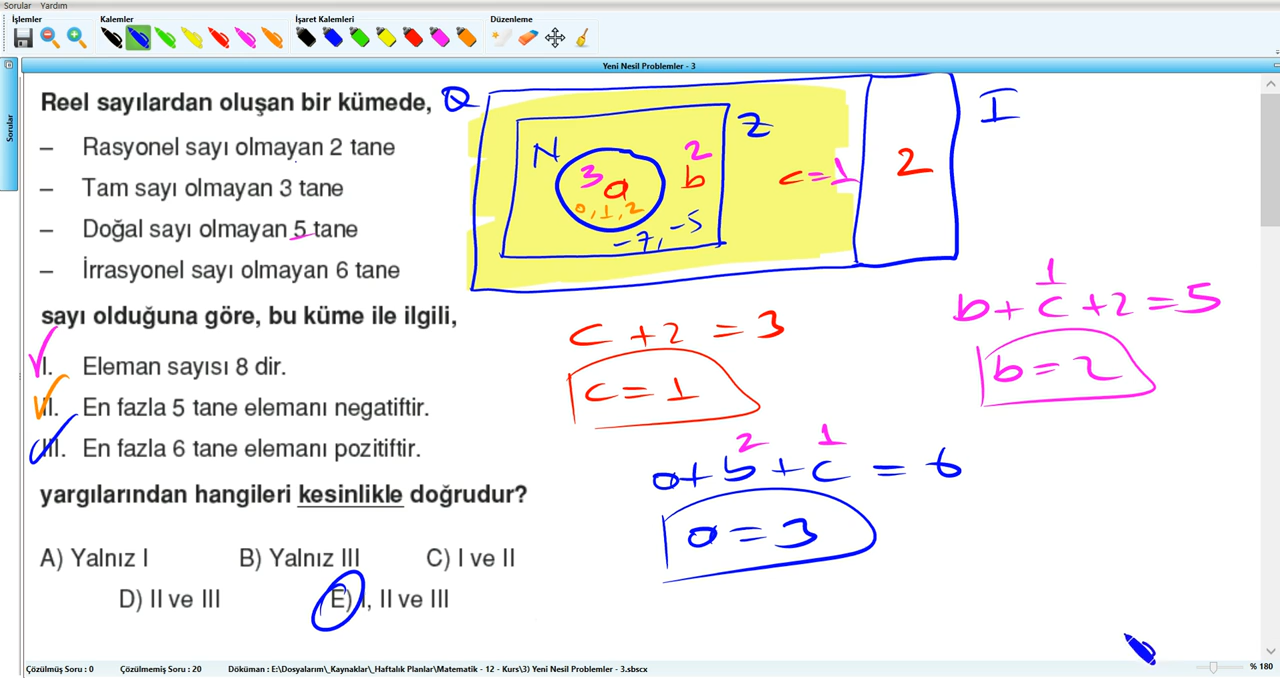 Sorular Yardım
İşlemler Kalemler İşaret Kalemleri Düzenleme
Yeni Nesil Problemler - 3
Sorular
Reel sayılardan oluşan bir kümede,
– Rasyonel sayı olmayan 2 tane
– Tam sayı olmayan 3 tane
– Doğal sayı olmayan 5 tane
– İrrasyonel sayı olmayan 6 tane
sayı olduğuna göre, bu küme ile ilgili,
I. Eleman sayısı 8 dir.
II. En fazla 5 tane elemanı negatiftir.
III. En fazla 6 tane elemanı pozitiftir.
yargılarından hangileri kesinlikle doğrudur?
A) Yalnız I B) Yalnız III C) I ve II
D) II ve III E) I, II ve III
Q Z I
N 3 a 2 b c = 1 2
0, 1, 2
-7, -5
c + 2 = 3
c = 1
1
b + c + 2 = 5
b = 2
2 1
a + b + c = 6
a = 3
Çözülmüş Soru : 0 Çözülmemiş Soru : 20 Döküman : E:\Dosyalarım\_Kaynaklar\_Haftalık Planlar\Matematik - 12 - Kurs\3) Yeni Nesil Problemler - 3.sbscx % 180